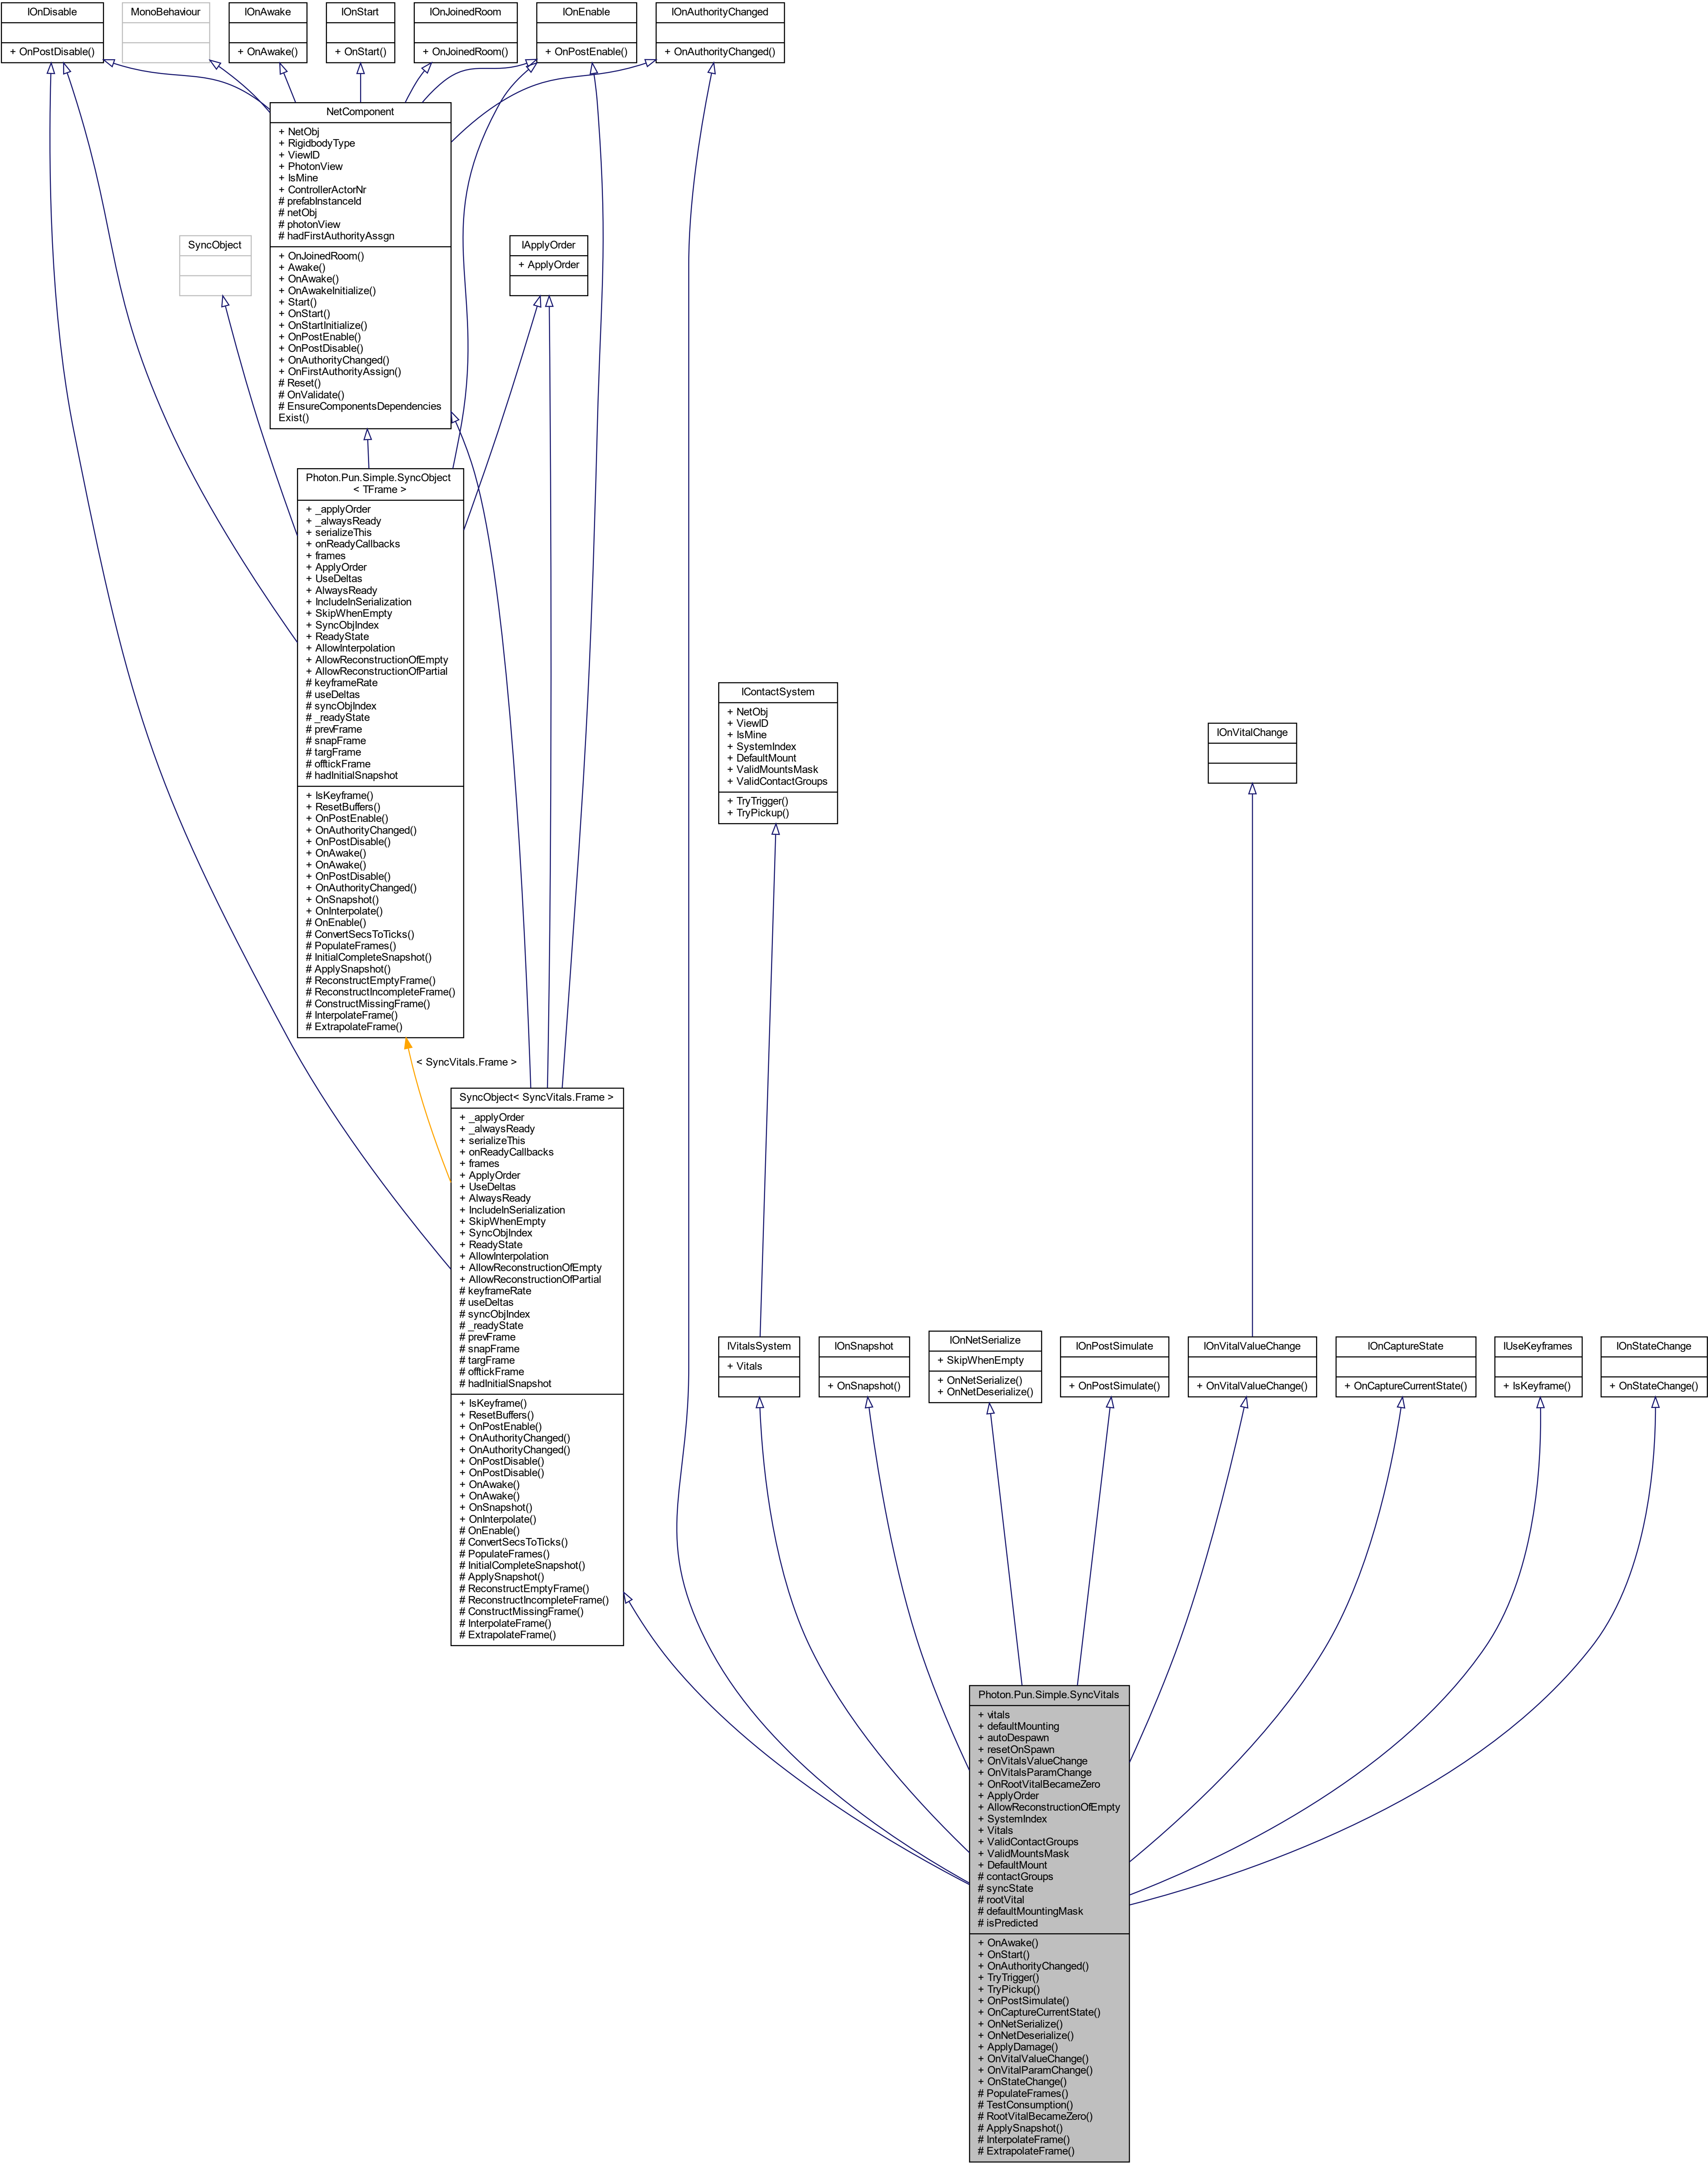 IOnDisable
+ OnPostDisable()
MonoBehaviour
IOnAwake
+ OnAwake()
IOnStart
+ OnStart()
IOnJoinedRoom
+ OnJoinedRoom()
IOnEnable
+ OnPostEnable()
IOnAuthorityChanged
+ OnAuthorityChanged()
NetComponent
+ NetObj
+ RigidbodyType
+ ViewID
+ PhotonView
+ IsMine
+ ControllerActorNr
# prefabInstanceId
# netObj
# photonView
# hadFirstAuthorityAssgn
+ OnJoinedRoom()
+ Awake()
+ OnAwake()
+ OnAwakeInitialize()
+ Start()
+ OnStart()
+ OnStartInitialize()
+ OnPostEnable()
+ OnPostDisable()
+ OnAuthorityChanged()
+ OnFirstAuthorityAssign()
# Reset()
# OnValidate()
# EnsureComponentsDependencies
Exist()
SyncObject
IApplyOrder
+ ApplyOrder
Photon.Pun.Simple.SyncObject
< TFrame >
+ _applyOrder
+ _alwaysReady
+ serializeThis
+ onReadyCallbacks
+ frames
+ ApplyOrder
+ UseDeltas
+ AlwaysReady
+ IncludeInSerialization
+ SkipWhenEmpty
+ SyncObjIndex
+ ReadyState
+ AllowInterpolation
+ AllowReconstructionOfEmpty
+ AllowReconstructionOfPartial
# keyframeRate
# useDeltas
# syncObjIndex
# _readyState
# prevFrame
# snapFrame
# targFrame
# offtickFrame
# hadInitialSnapshot
+ IsKeyframe()
+ ResetBuffers()
+ OnPostEnable()
+ OnAuthorityChanged()
+ OnPostDisable()
+ OnAwake()
+ OnAwake()
+ OnPostDisable()
+ OnAuthorityChanged()
+ OnSnapshot()
+ OnInterpolate()
# OnEnable()
# ConvertSecsToTicks()
# PopulateFrames()
# InitialCompleteSnapshot()
# ApplySnapshot()
# ReconstructEmptyFrame()
# ReconstructIncompleteFrame()
# ConstructMissingFrame()
# InterpolateFrame()
# ExtrapolateFrame()
< SyncVitals.Frame >
SyncObject< SyncVitals.Frame >
+ _applyOrder
+ _alwaysReady
+ serializeThis
+ onReadyCallbacks
+ frames
+ ApplyOrder
+ UseDeltas
+ AlwaysReady
+ IncludeInSerialization
+ SkipWhenEmpty
+ SyncObjIndex
+ ReadyState
+ AllowInterpolation
+ AllowReconstructionOfEmpty
+ AllowReconstructionOfPartial
# keyframeRate
# useDeltas
# syncObjIndex
# _readyState
# prevFrame
# snapFrame
# targFrame
# offtickFrame
# hadInitialSnapshot
+ IsKeyframe()
+ ResetBuffers()
+ OnPostEnable()
+ OnAuthorityChanged()
+ OnAuthorityChanged()
+ OnPostDisable()
+ OnPostDisable()
+ OnAwake()
+ OnAwake()
+ OnSnapshot()
+ OnInterpolate()
# OnEnable()
# ConvertSecsToTicks()
# PopulateFrames()
# InitialCompleteSnapshot()
# ApplySnapshot()
# ReconstructEmptyFrame()
# ReconstructIncompleteFrame()
# ConstructMissingFrame()
# InterpolateFrame()
# ExtrapolateFrame()
IContactSystem
+ NetObj
+ ViewID
+ IsMine
+ SystemIndex
+ DefaultMount
+ ValidMountsMask
+ ValidContactGroups
+ TryTrigger()
+ TryPickup()
IOnVitalChange
IVitalsSystem
+ Vitals
IOnSnapshot
+ OnSnapshot()
IOnNetSerialize
+ SkipWhenEmpty
+ OnNetSerialize()
+ OnNetDeserialize()
IOnPostSimulate
+ OnPostSimulate()
IOnVitalValueChange
+ OnVitalValueChange()
IOnCaptureState
+ OnCaptureCurrentState()
IUseKeyframes
+ IsKeyframe()
IOnStateChange
+ OnStateChange()
Photon.Pun.Simple.SyncVitals
+ vitals
+ defaultMounting
+ autoDespawn
+ resetOnSpawn
+ OnVitalsValueChange
+ OnVitalsParamChange
+ OnRootVitalBecameZero
+ ApplyOrder
+ AllowReconstructionOfEmpty
+ SystemIndex
+ Vitals
+ ValidContactGroups
+ ValidMountsMask
+ DefaultMount
# contactGroups
# syncState
# rootVital
# defaultMountingMask
# isPredicted
+ OnAwake()
+ OnStart()
+ OnAuthorityChanged()
+ TryTrigger()
+ TryPickup()
+ OnPostSimulate()
+ OnCaptureCurrentState()
+ OnNetSerialize()
+ OnNetDeserialize()
+ ApplyDamage()
+ OnVitalValueChange()
+ OnVitalParamChange()
+ OnStateChange()
# PopulateFrames()
# TestConsumption()
# RootVitalBecameZero()
# ApplySnapshot()
# InterpolateFrame()
# ExtrapolateFrame()